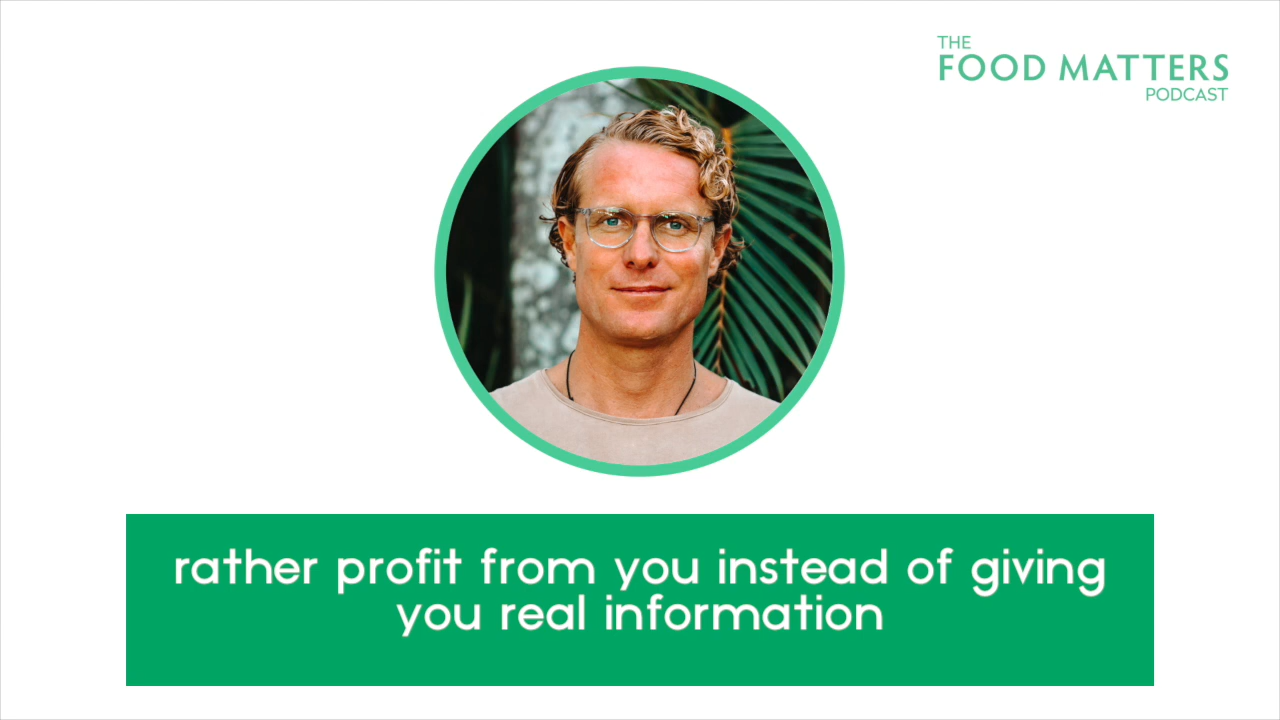 THE
FOOD MATTERS
PODCAST
rather profit from you instead of giving
you real information